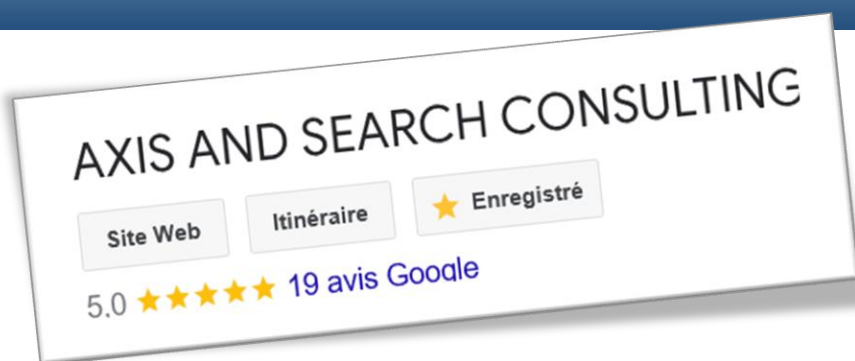 AXIS AND SEARCH CONSULTING
Site Web Itinéraire Enregistré
5.0 19 avis Google